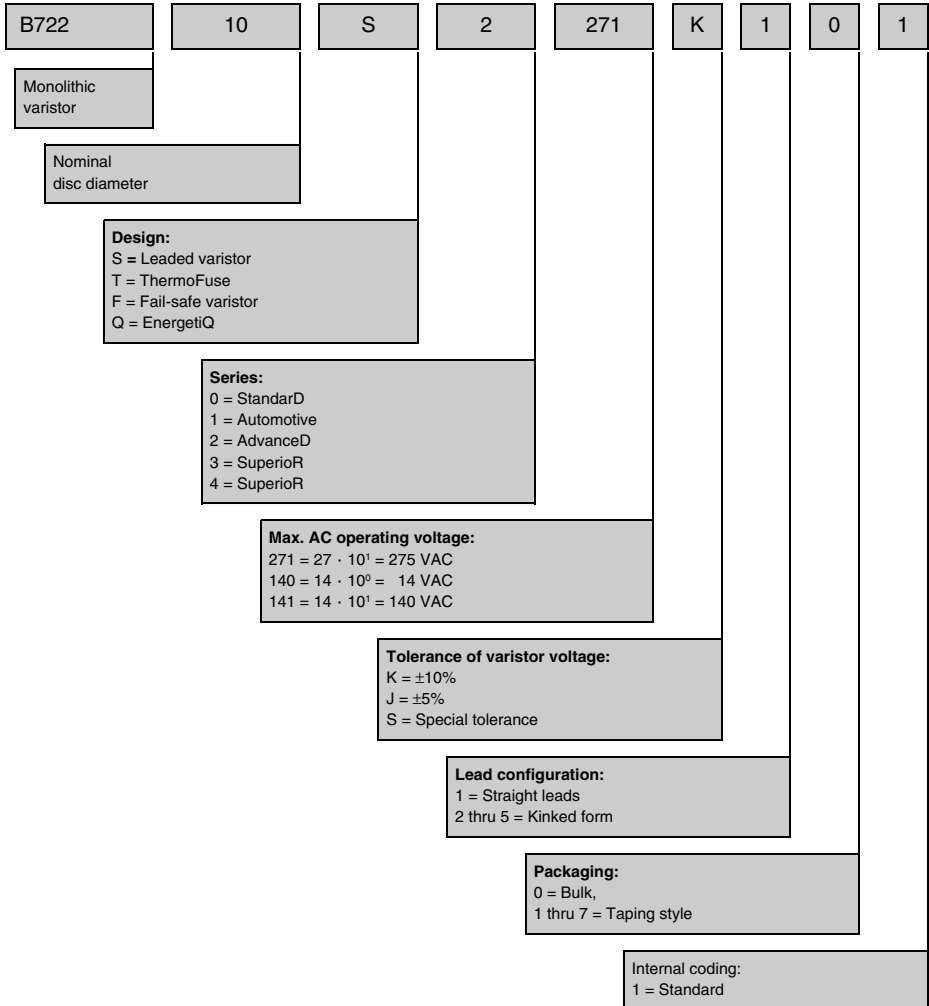 B722 10 S 2 271 K 1 0 1
Monolithic
varistor
Nominal
disc diameter
Design:
S = Leaded varistor
T = ThermoFuse
F = Fail-safe varistor
Q = EnergetiQ
Series:
0 = StandarD
1 = Automotive
2 = AdvanceD
3 = SuperioR
4 = SuperioR
Max. AC operating voltage:
271 = 27 · 10¹ = 275 VAC
140 = 14 · 10⁰ = 14 VAC
141 = 14 · 10¹ = 140 VAC
Tolerance of varistor voltage:
K = ±10%
J = ±5%
S = Special tolerance
Lead configuration:
1 = Straight leads
2 thru 5 = Kinked form
Packaging:
0 = Bulk,
1 thru 7 = Taping style
Internal coding:
1 = Standard